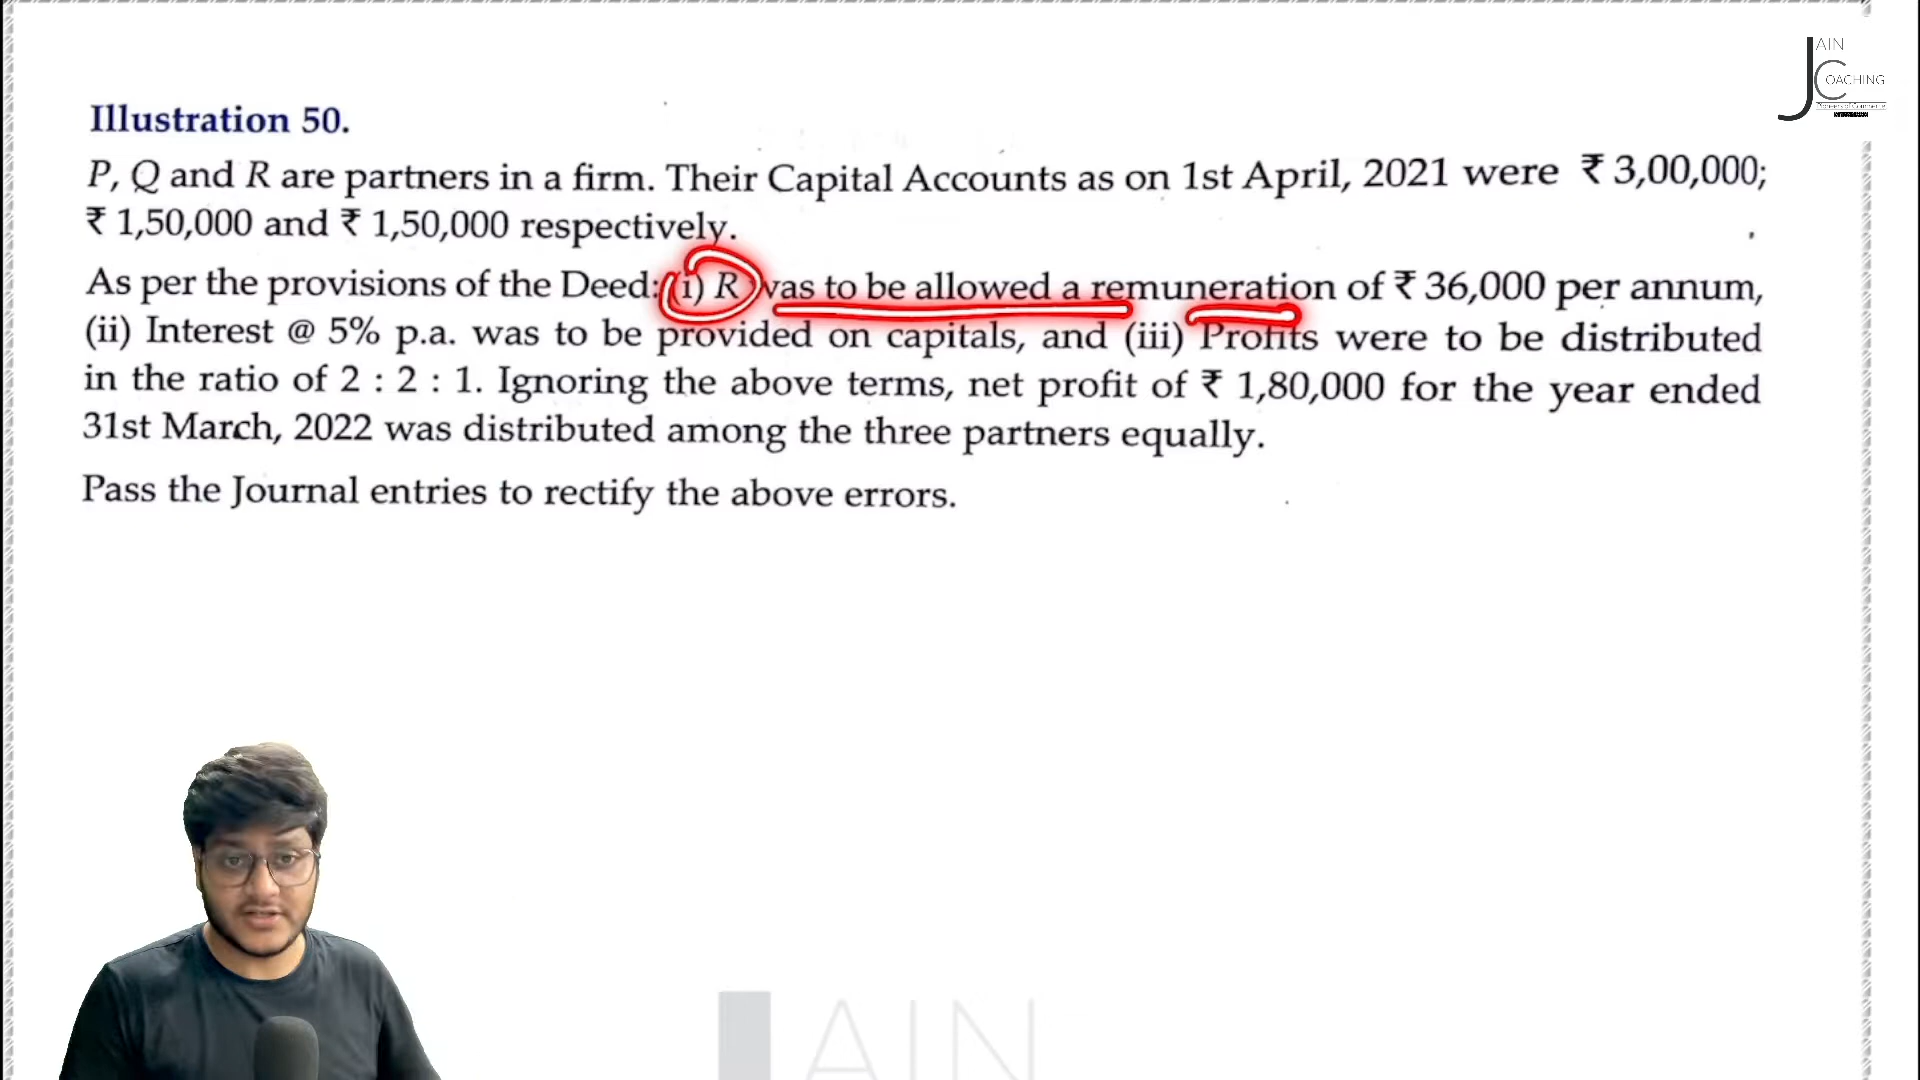 JAIN
COACHING
Pioneers of Commerce
Illustration 50.
P, Q and R are partners in a firm. Their Capital Accounts as on 1st April, 2021 were ₹ 3,00,000;
₹ 1,50,000 and ₹ 1,50,000 respectively.
As per the provisions of the Deed: (i) R was to be allowed a remuneration of ₹ 36,000 per annum,
(ii) Interest @ 5% p.a. was to be provided on capitals, and (iii) Profits were to be distributed
in the ratio of 2 : 2 : 1. Ignoring the above terms, net profit of ₹ 1,80,000 for the year ended
31st March, 2022 was distributed among the three partners equally.
Pass the Journal entries to rectify the above errors.
AIN